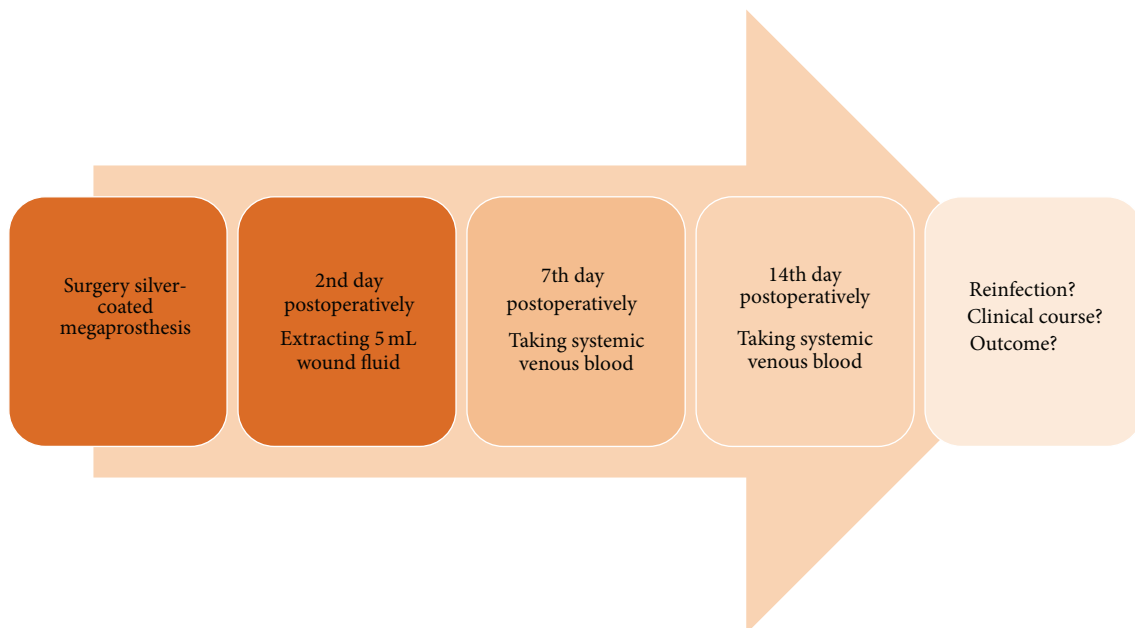 Surgery silver-
coated
megaprosthesis
2nd day
postoperatively
Extracting 5 mL
wound fluid
7th day
postoperatively
Taking systemic
venous blood
14th day
postoperatively
Taking systemic
venous blood
Reinfection?
Clinical course?
Outcome?